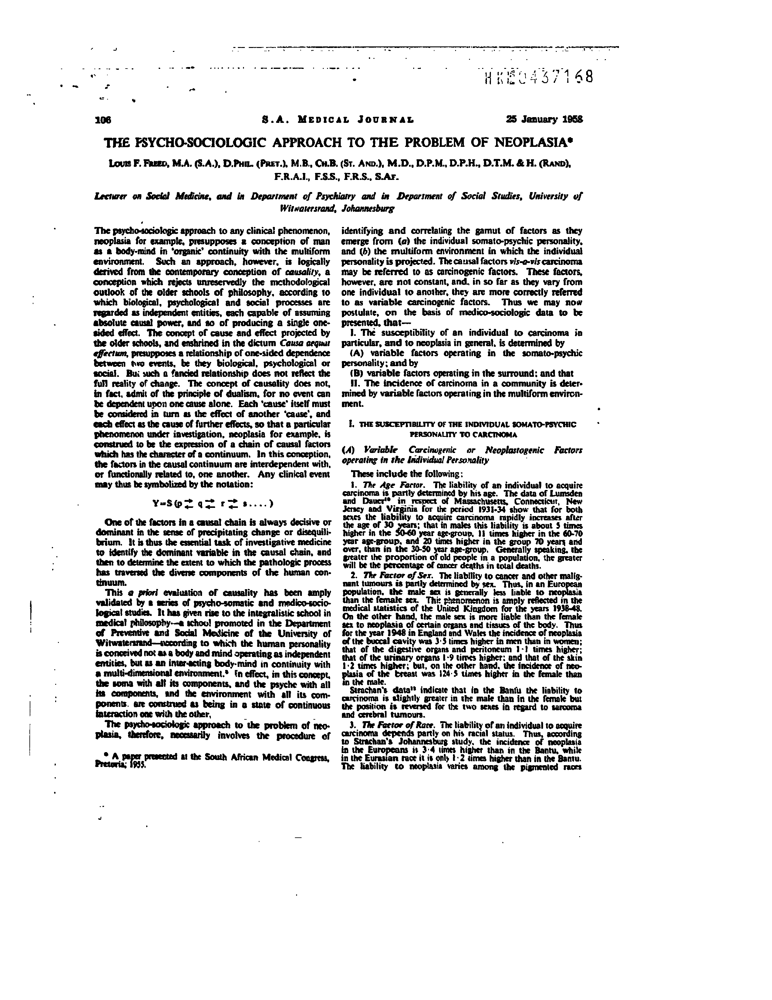 HK0437168
106
S.A. MEDICAL JOURNAL
25 January 1958
THE PSYCHO-SOCIOLOGIC APPROACH TO THE PROBLEM OF NEOPLASIA*
LOUIS F. FREED, M.A. (S.A.), D.PHIL. (PRET.), M.B., CH.B. (ST. AND.), M.D., D.P.M., D.P.H., D.T.M. & H. (RAND),
F.R.A.I., F.S.S., F.R.S., S.AF.
Lecturer on Social Medicine, and in Department of Psychiatry and in Department of Social Studies, University of
Witwatersrand, Johannesburg
The psycho-sociologic approach to any clinical phenomenon,
neoplasia for example, presupposes a conception of man
as a body-mind in 'organic' continuity with the multiform
environment. Such an approach, however, is logically
derived from the contemporary conception of causality, a
conception which rejects unreservedly the methodological
outlook of the older schools of philosophy, according to
which biological, psychological and social processes are
regarded as independent entities, each capable of assuming
absolute causal power, and so of producing a single one-
sided effect. The concept of cause and effect projected by
the older schools, and enshrined in the dictum Causa aequat
effectum, presupposes a relationship of one-sided dependence
between two events, be they biological, psychological or
social. But such a fancied relationship does not reflect the
full reality of change. The concept of causality does not,
in fact, admit of the principle of dualism, for no event can
be dependent upon one cause alone. Each 'cause' itself must
be considered in turn as the effect of another 'cause', and
each effect as the cause of further effects, so that a particular
phenomenon under investigation, neoplasia for example, is
construed to be the expression of a chain of causal factors
which has the character of a continuum. In this conception,
the factors in the causal continuum are interdependent with,
or functionally related to, one another. Any clinical event
may thus be symbolized by the notation:
Y=S (p ⇄ q ⇄ r ⇄ s....)
One of the factors in a causal chain is always decisive or
dominant in the sense of precipitating change or disequili-
brium. It is thus the essential task of investigative medicine
to identify the dominant variable in the causal chain, and
then to determine the extent to which the pathologic process
has traversed the diverse components of the human con-
tinuum.
This a priori evaluation of causality has been amply
validated by a series of psycho-somatic and medico-socio-
logical studies. It has given rise to the integralistic school in
medical philosophy—a school promoted in the Department
of Preventive and Social Medicine of the University of
Witwatersrand—according to which the human personality
is conceived not as a body and mind operating as independent
entities, but as an inter-acting body-mind in continuity with
a multi-dimensional environment. In effect, in this concept,
the soma with all its components, and the psyche with all
its components, and the environment with all its com-
ponents, are construed as being in a state of continuous
interaction one with the other.
The psycho-sociologic approach to the problem of neo-
plasia, therefore, necessarily involves the procedure of
* A paper presented at the South African Medical Congress,
Pretoria, 1955.
identifying and correlating the gamut of factors as they
emerge from (a) the individual somato-psychic personality,
and (b) the multiform environment in which the individual
personality is projected. The causal factors vis-a-vis carcinoma
may be referred to as carcinogenic factors. These factors,
however, are not constant, and, in so far as they vary from
one individual to another, they are more correctly referred
to as variable carcinogenic factors. Thus we may now
postulate, on the basis of medico-sociologic data to be
presented, that—
I. The susceptibility of an individual to carcinoma in
particular, and to neoplasia in general, is determined by
(A) variable factors operating in the somato-psychic
personality; and by
(B) variable factors operating in the surround; and that
II. The incidence of carcinoma in a community is deter-
mined by variable factors operating in the multiform environ-
ment.
I. THE SUSCEPTIBILITY OF THE INDIVIDUAL SOMATO-PSYCHIC
PERSONALITY TO CARCINOMA
(A) Variable Carcinogenic or Neoplastogenic Factors
operating in the Individual Personality
These include the following:
1. The Age Factor. The liability of an individual to acquire
carcinoma is partly determined by his age. The data of Lumsden
and Dauer in respect of Massachusetts, Connecticut, New
Jersey and Virginia for the period 1931-34 show that for both
sexes the liability to acquire carcinoma rapidly increases after
the age of 30 years; that in males this liability is about 5 times
higher in the 50-60 year age-group, 11 times higher in the 60-70
year age-group, and 20 times higher in the group 70 years and
over, than in the 30-50 year age-group. Generally speaking, the
greater the proportion of old people in a population, the greater
will be the percentage of cancer deaths in total deaths.
2. The Factor of Sex. The liability to cancer and other malig-
nant tumours is partly determined by sex. Thus, in an European
population, the male sex is generally less liable to neoplasia
than the female sex. This phenomenon is amply reflected in the
medical statistics of the United Kingdom for the years 1938-48.
On the other hand, the male sex is more liable than the female
sex to neoplasia of certain organs and tissues of the body. Thus
for the year 1948 in England and Wales the incidence of neoplasia
of the buccal cavity was 3·5 times higher in men than in women;
that of the digestive organs and peritoneum 1·1 times higher;
that of the urinary organs 1·9 times higher; and that of the skin
1·2 times higher; but, on the other hand, the incidence of neo-
plasia of the breast was 124·5 times higher in the female than
in the male.
Strachan's data indicate that in the Bantu the liability to
carcinoma is slightly greater in the male than in the female but
the position is reversed for the two sexes in regard to sarcoma
and cerebral tumours.
3. The Factor of Race. The liability of an individual to acquire
carcinoma depends partly on his racial status. Thus, according
to Strachan's Johannesburg study, the incidence of neoplasia
in the Europeans is 3·4 times higher than in the Bantu, while
in the Eurasian race it is only 1·2 times higher than in the Bantu.
The liability to neoplasia varies among the pigmented races